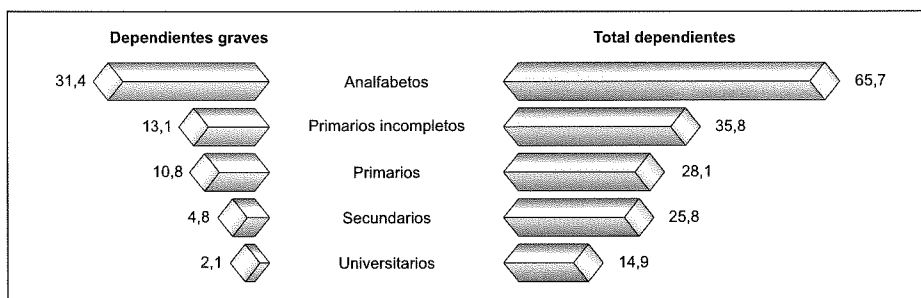 Dependientes graves Total dependientes
31,4 Analfabetos 65,7
13,1 Primarios incompletos 35,8
10,8 Primarios 28,1
4,8 Secundarios 25,8
2,1 Universitarios 14,9